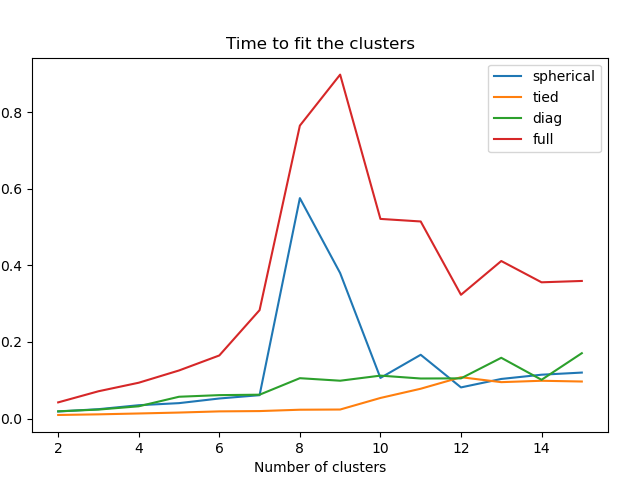 Time to fit the clusters
spherical
tied
diag
full
0.8
0.6
0.4
0.2
0.0
2
4
6
8
10
12
14
Number of clusters